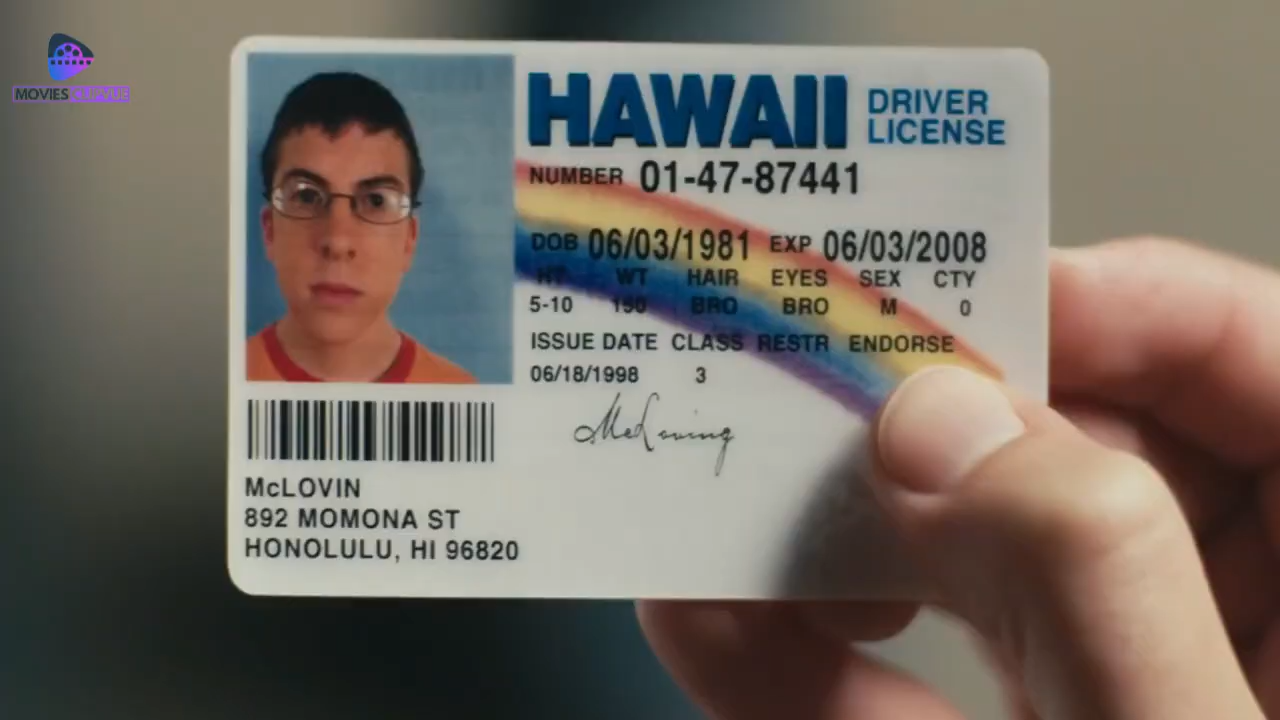 MOVIES CLIPVUE
HAWAII DRIVER LICENSE
NUMBER 01-47-87441
DOB 06/03/1981 EXP 06/03/2008
HT WT HAIR EYES SEX CTY
5-10 150 BRO BRO M 0
ISSUE DATE CLASS RESTR ENDORSE
06/18/1998 3
McLOVIN
892 MOMONA ST
HONOLULU, HI 96820